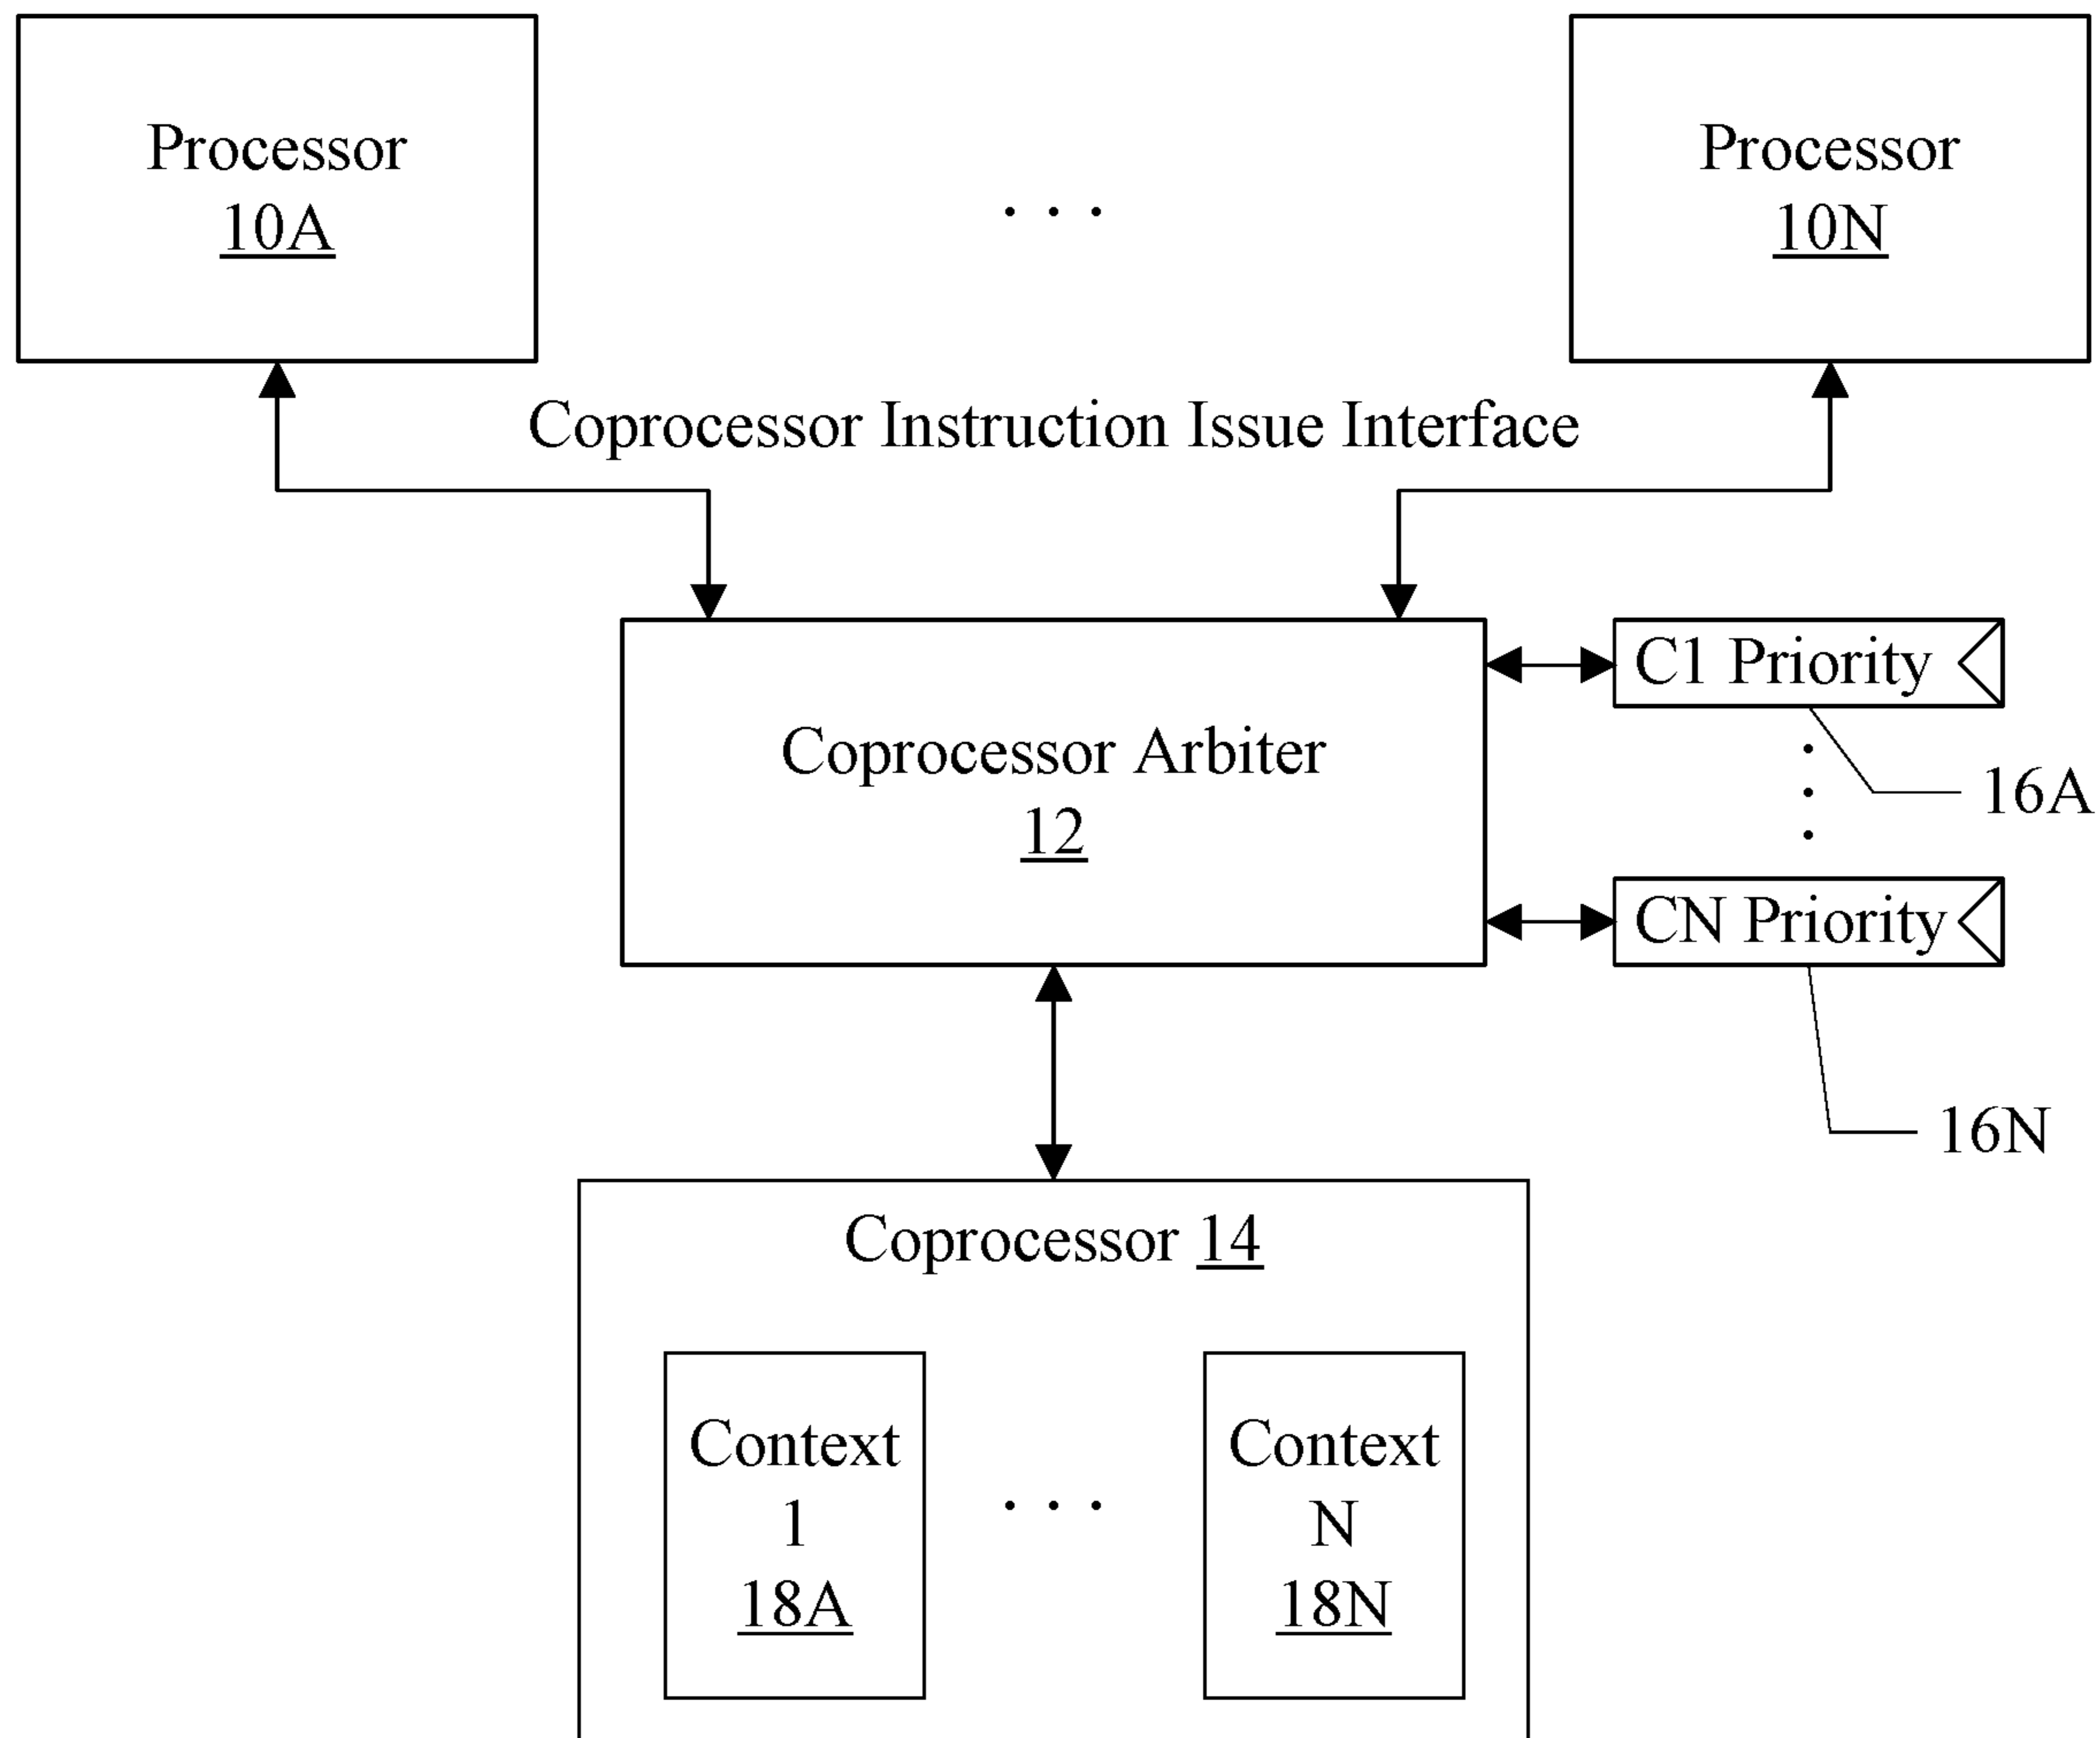 Processor
10A
. . .
Processor
10N
Coprocessor Instruction Issue Interface
Coprocessor Arbiter
12
C1 Priority
16A
CN Priority
16N
Coprocessor 14
Context
1
18A
. . .
Context
N
18N